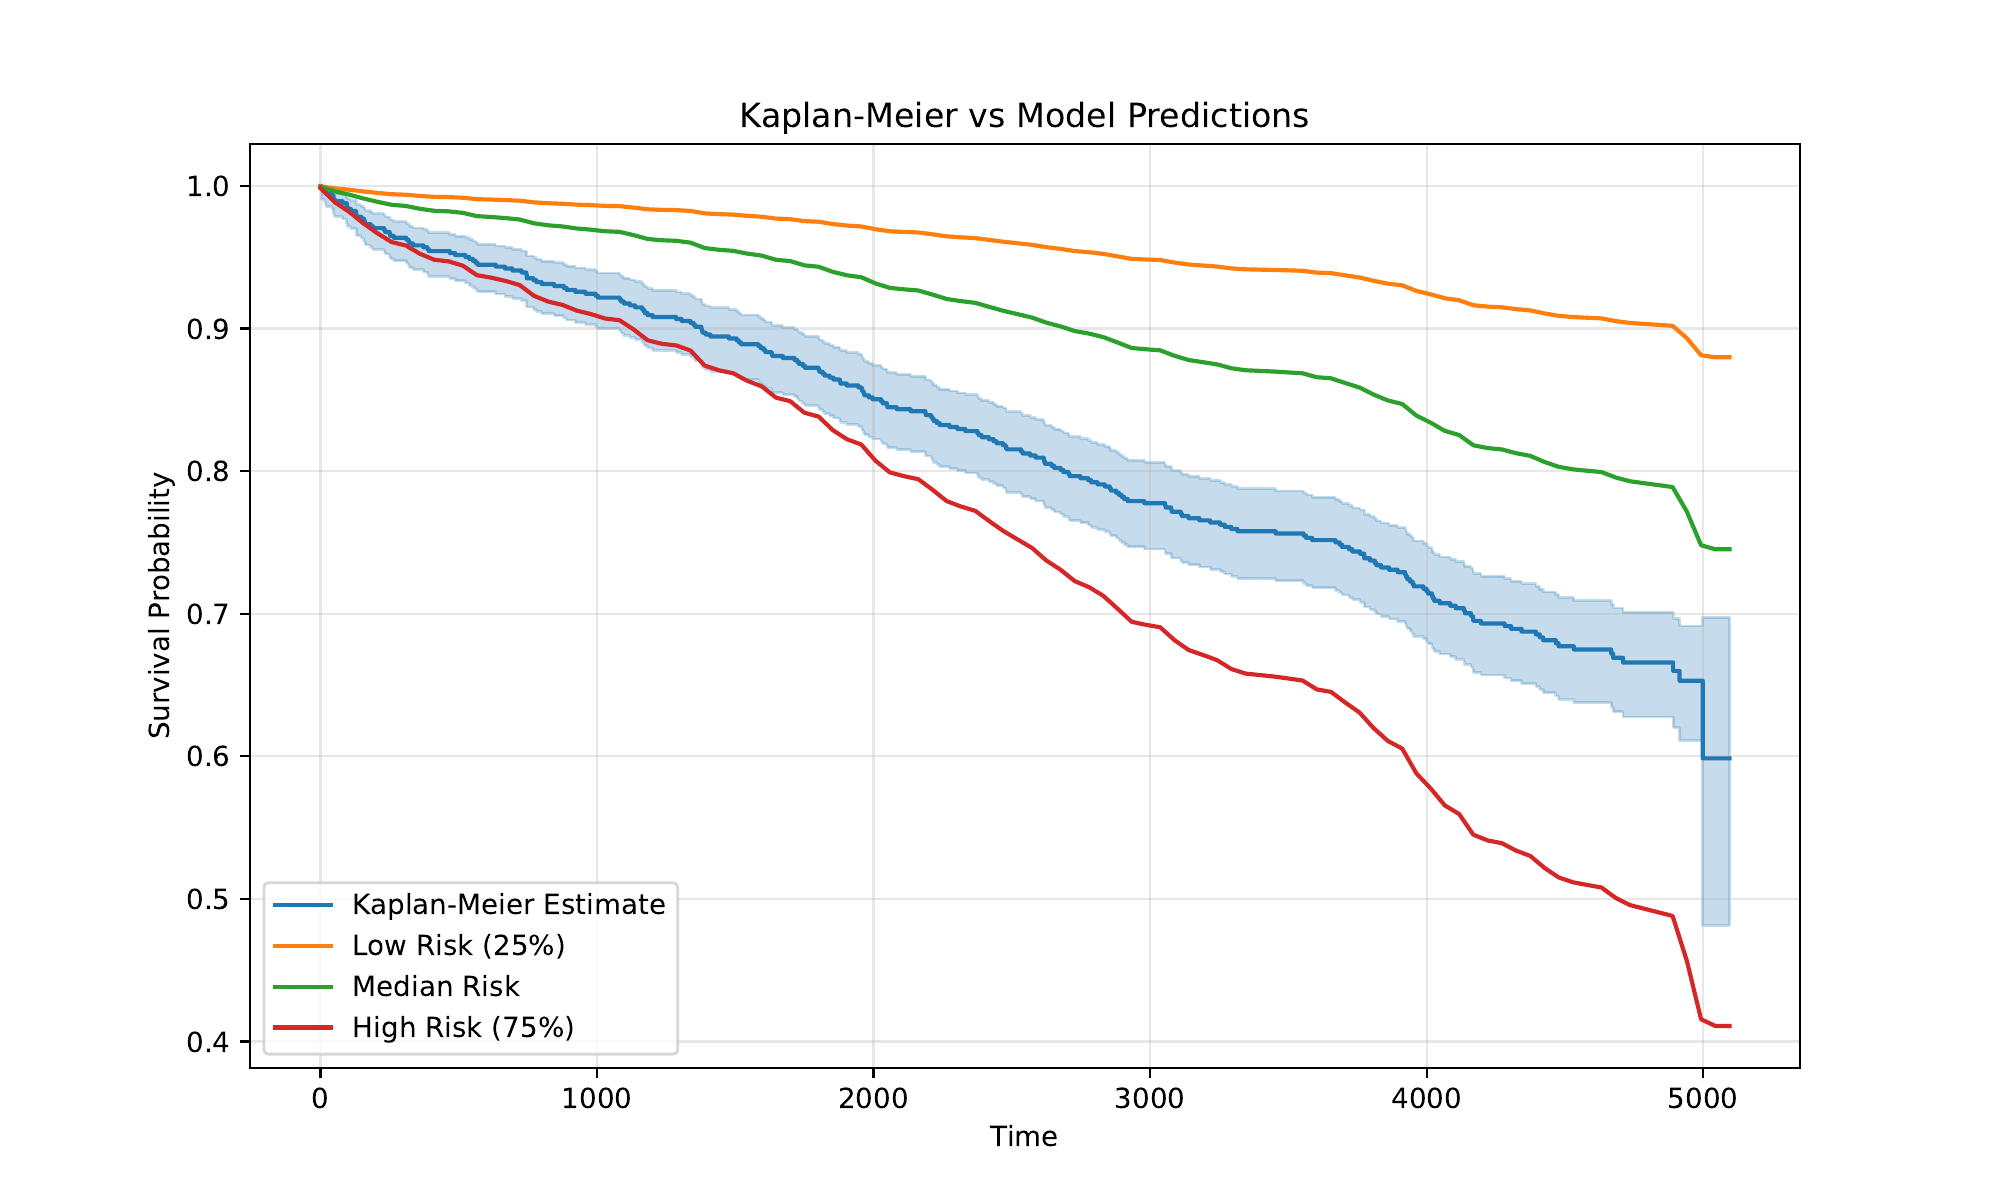 Kaplan-Meier vs Model Predictions
Survival Probability
1.0
0.9
0.8
0.7
0.6
0.5
0.4
Kaplan-Meier Estimate
Low Risk (25%)
Median Risk
High Risk (75%)
0 1000 2000 3000 4000 5000
Time